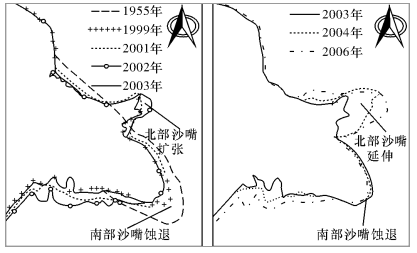 1955年
1999年
2001年
2002年
2003年
北部沙嘴
扩张
南部沙嘴蚀退
2003年
2004年
2006年
北部沙嘴
延伸
南部沙嘴蚀退